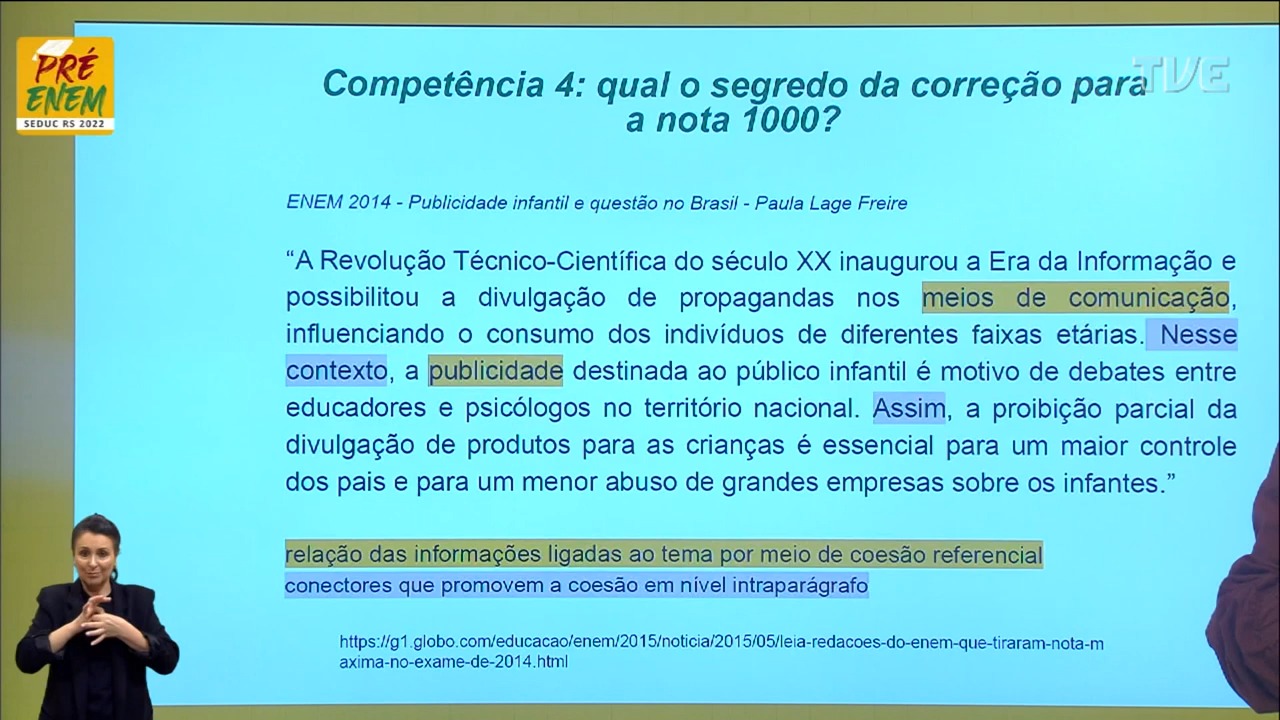 PRÉ
ENEM
SEDUC RS 2022
TVE
Competência 4: qual o segredo da correção para
a nota 1000?
ENEM 2014 - Publicidade infantil e questão no Brasil - Paula Lage Freire
“A Revolução Técnico-Científica do século XX inaugurou a Era da Informação e
possibilitou a divulgação de propagandas nos meios de comunicação,
influenciando o consumo dos indivíduos de diferentes faixas etárias. Nesse
contexto, a publicidade destinada ao público infantil é motivo de debates entre
educadores e psicólogos no território nacional. Assim, a proibição parcial da
divulgação de produtos para as crianças é essencial para um maior controle
dos pais e para um menor abuso de grandes empresas sobre os infantes.”
relação das informações ligadas ao tema por meio de coesão referencial
conectores que promovem a coesão em nível intraparágrafo
https://g1.globo.com/educacao/enem/2015/noticia/2015/05/leia-redacoes-do-enem-que-tiraram-nota-m
axima-no-exame-de-2014.html